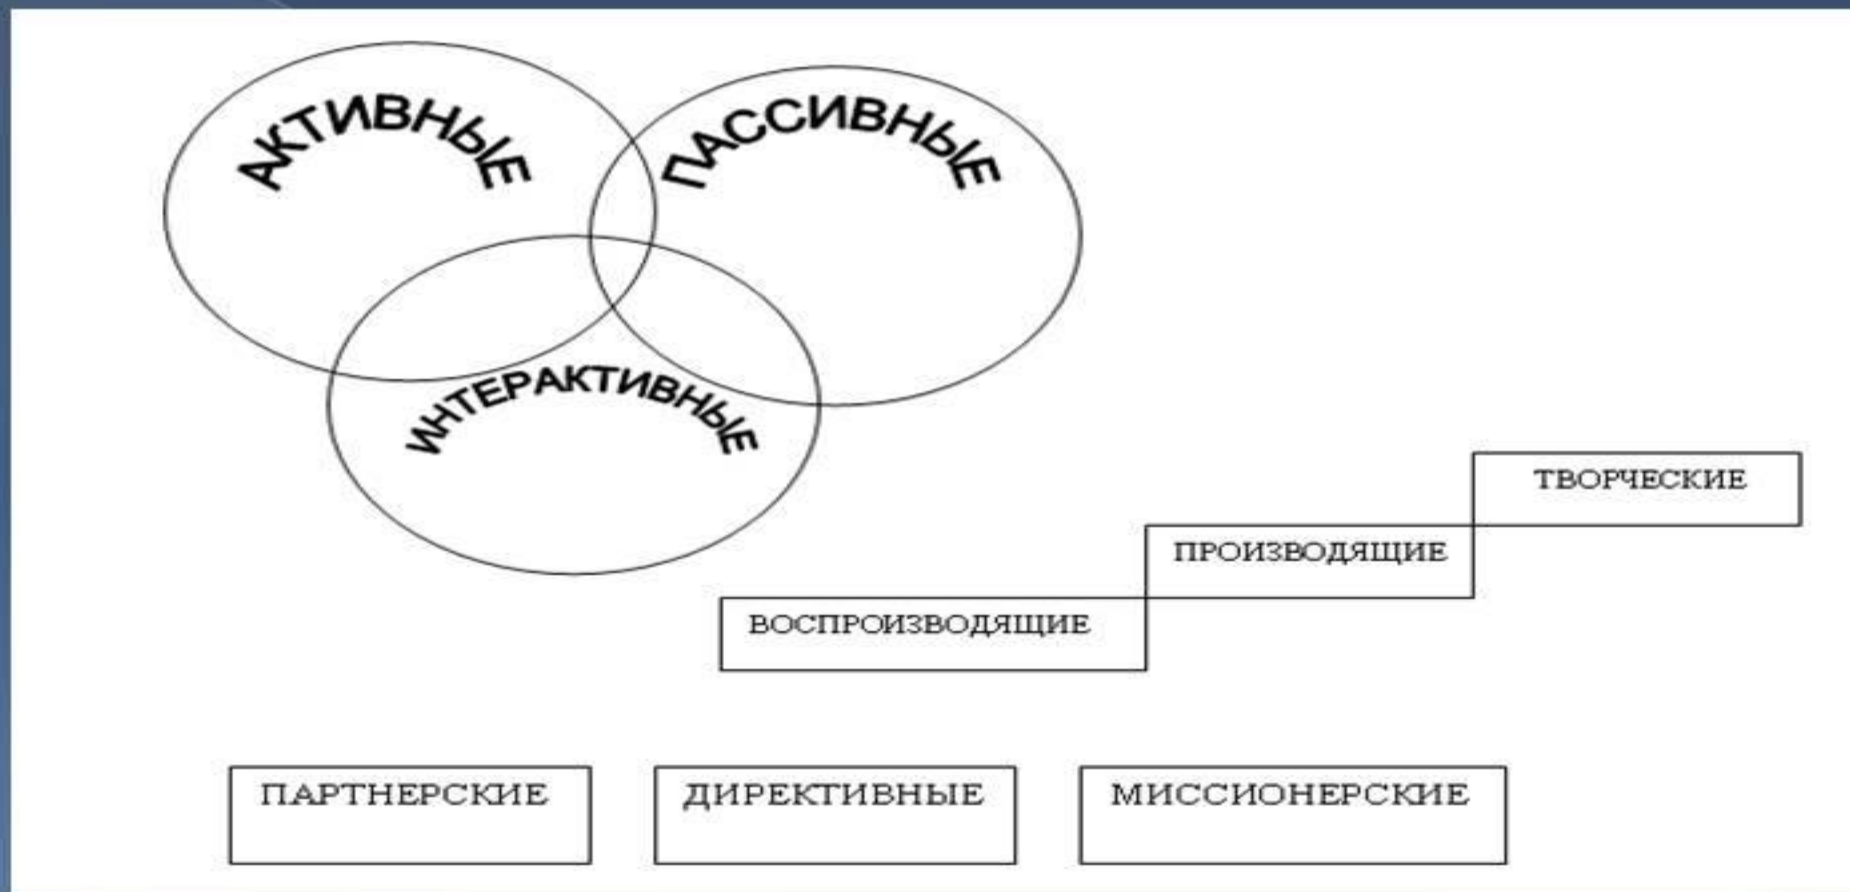 АКТИВНЫЕ
ПАССИВНЫЕ
ИНТЕРАКТИВНЫЕ
ТВОРЧЕСКИЕ
ПРОИЗВОДЯЩИЕ
ВОСПРОИЗВОДЯЩИЕ
ПАРТНЕРСКИЕ
ДИРЕКТИВНЫЕ
МИССИОНЕРСКИЕ